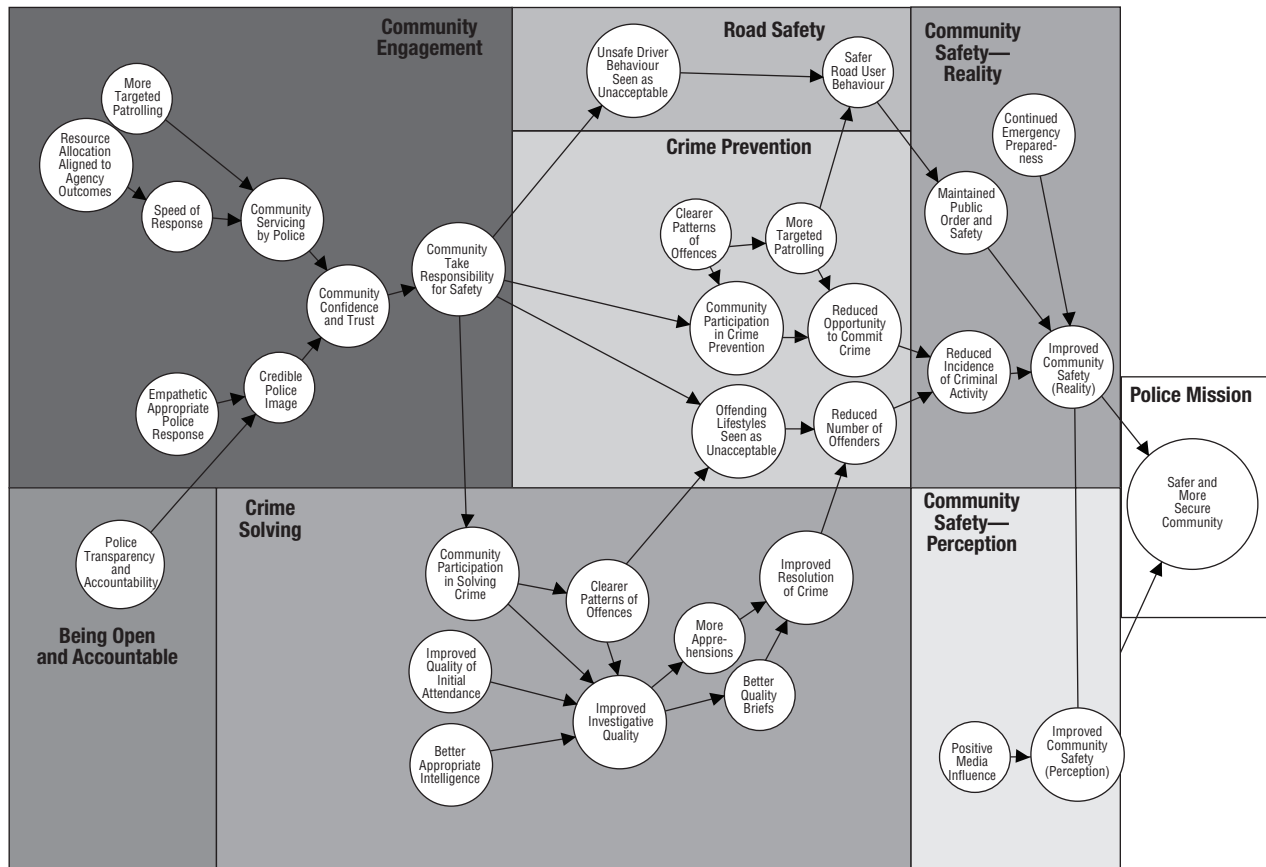 Community
Engagement
More
Targeted
Patrolling
Resource
Allocation
Aligned to
Agency
Outcomes
Speed of
Response
Community
Servicing
by Police
Community
Confidence
and Trust
Community
Take
Responsibility
for Safety
Empathetic
Appropriate
Police
Response
Credible
Police
Image
Road Safety
Unsafe Driver
Behaviour
Seen as
Unacceptable
Safer
Road User
Behaviour
Crime Prevention
Clearer
Patterns
of
Offences
More
Targeted
Patrolling
Community
Participation
in Crime
Prevention
Reduced
Opportunity
to Commit
Crime
Offending
Lifestyles
Seen as
Unacceptable
Reduced
Number of
Offenders
Community
Safety—
Reality
Continued
Emergency
Prepared-
ness
Maintained
Public
Order and
Safety
Reduced
Incidence
of Criminal
Activity
Improved
Community
Safety
(Reality)
Police Mission
Safer and
More
Secure
Community
Police
Transparency
and
Accountability
Being Open
and Accountable
Crime
Solving
Community
Participation
in Solving
Crime
Clearer
Patterns of
Offences
Improved
Resolution
of Crime
More
Appre-
hensions
Improved
Quality of
Initial
Attendance
Improved
Investigative
Quality
Better
Quality
Briefs
Better
Appropriate
Intelligence
Community
Safety—
Perception
Positive
Media
Influence
Improved
Community
Safety
(Perception)